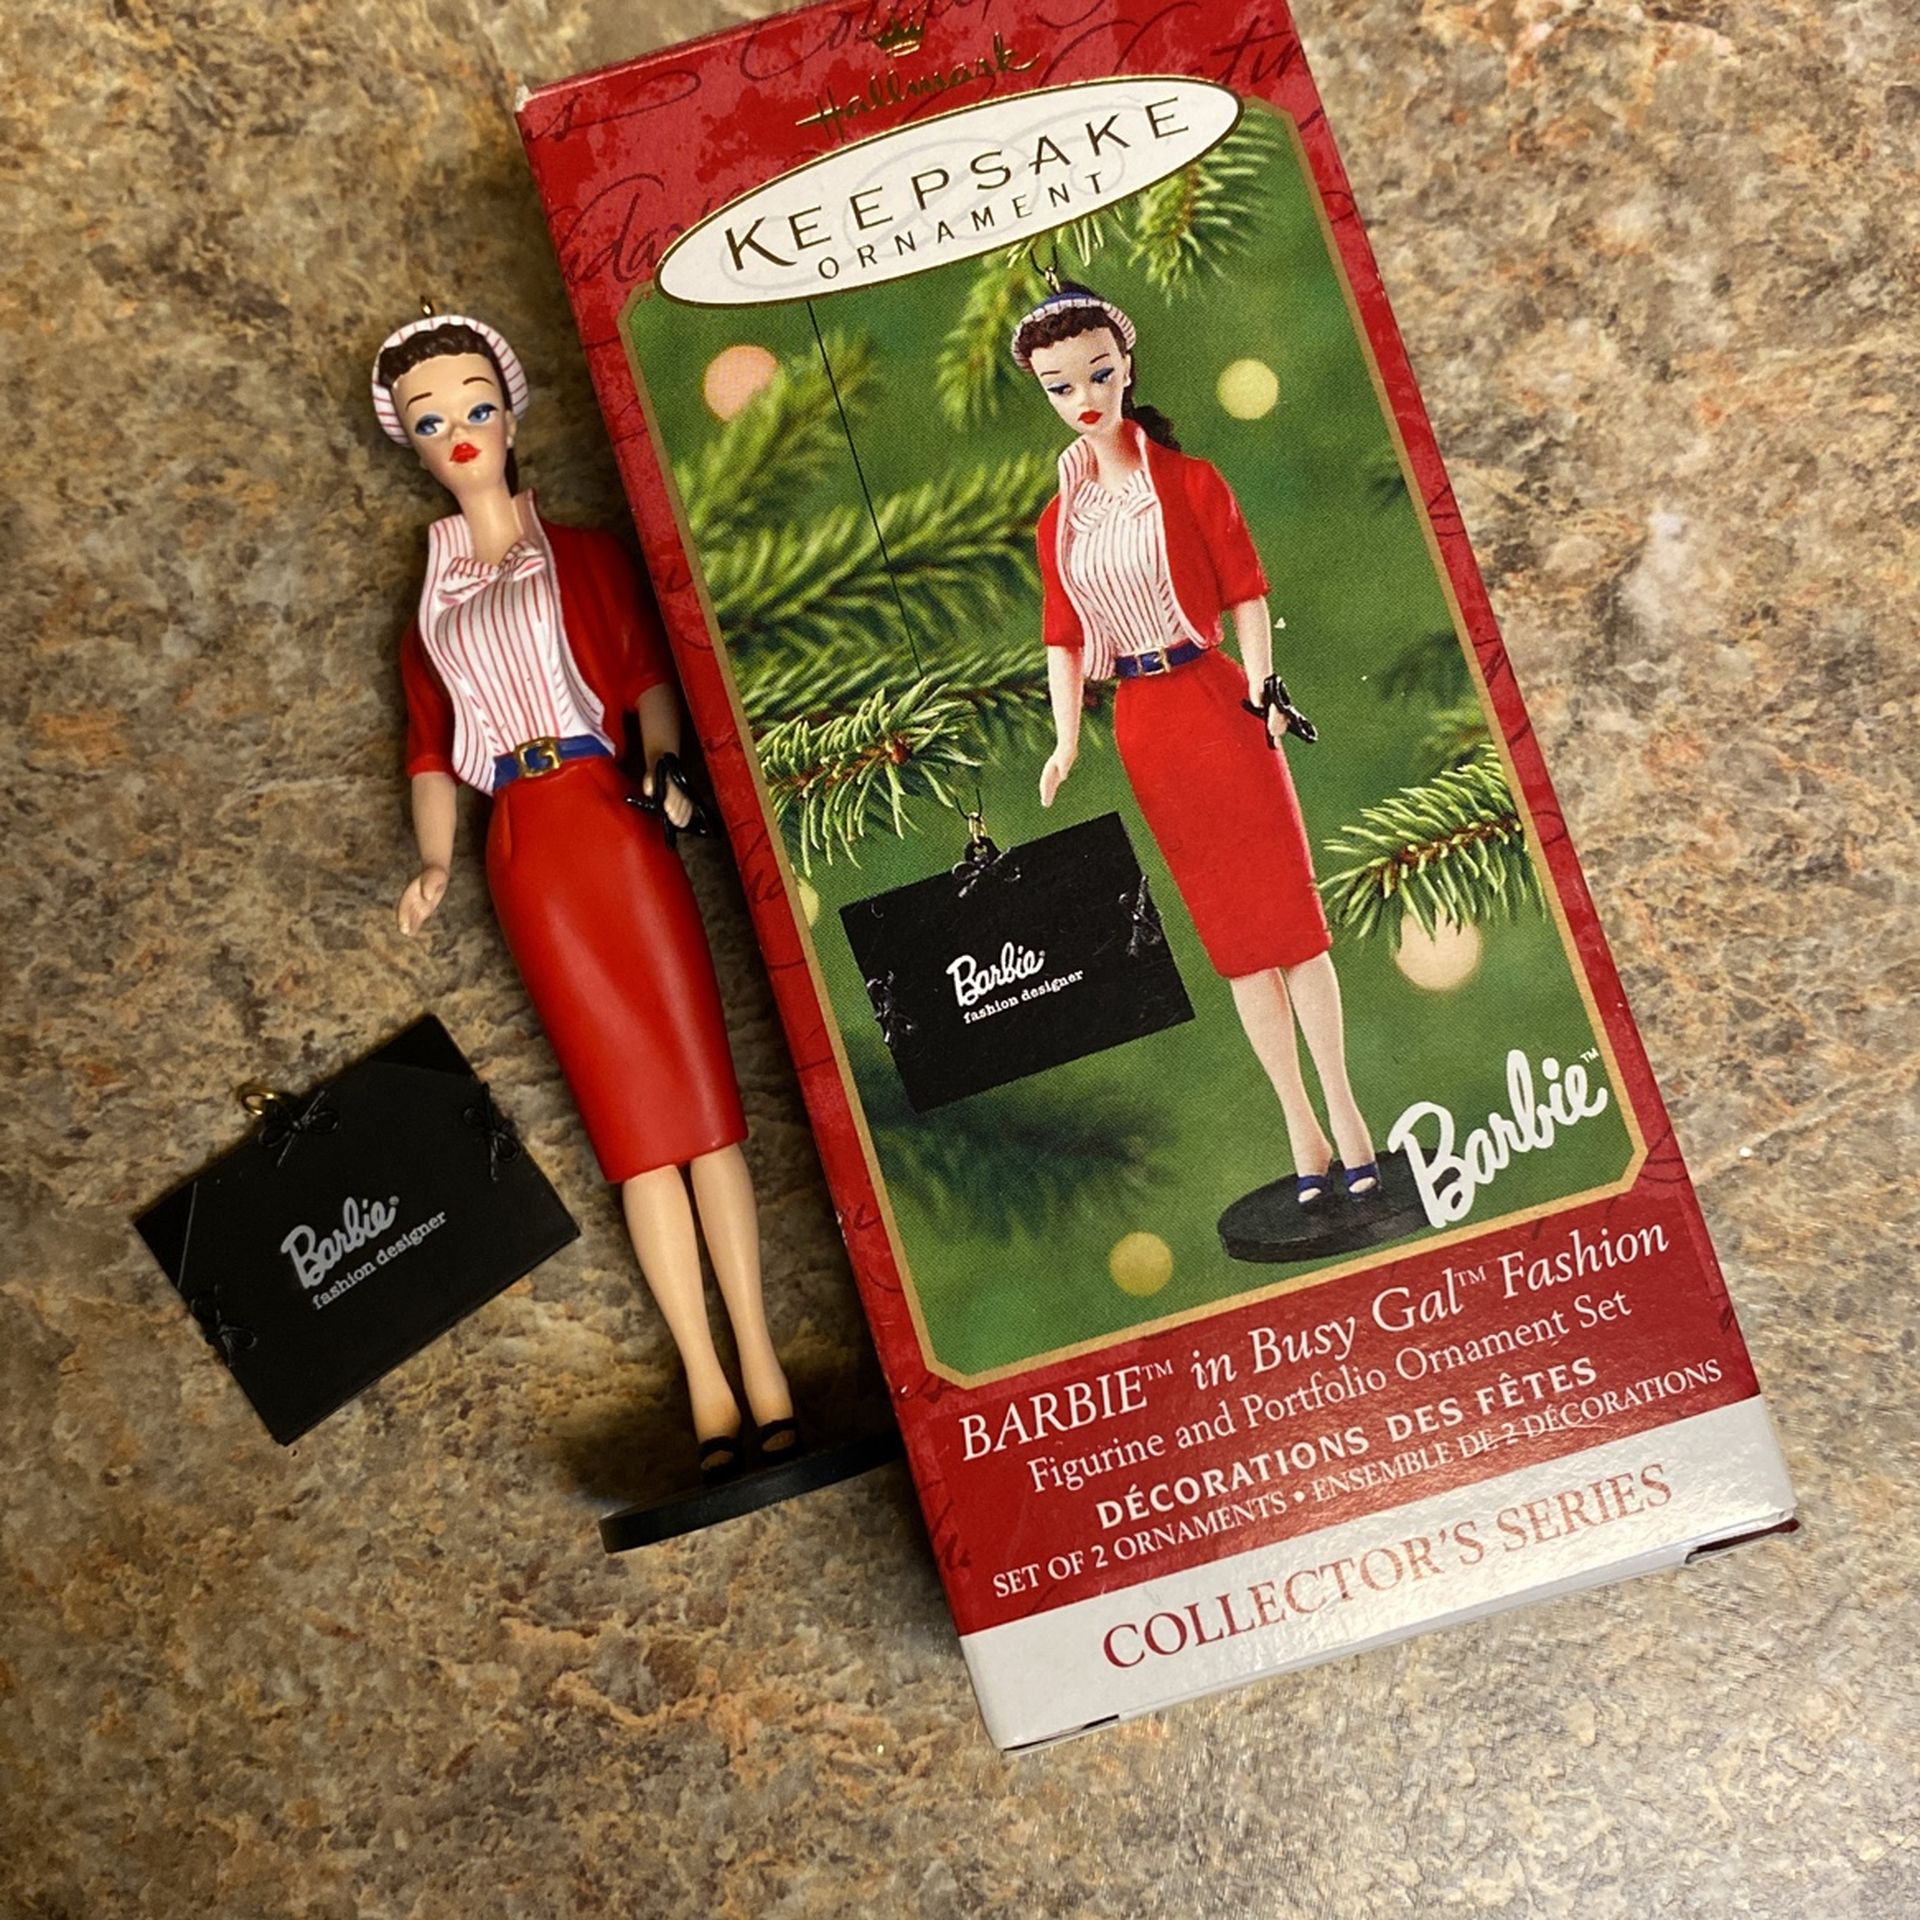 Hallmark
KEEPSAKE
ORNAMENT
Barbie
fashion designer
Barbie™
BARBIE™ in Busy Gal™ Fashion
Figurine and Portfolio Ornament Set
DÉCORATIONS DES FÊTES
SET OF 2 ORNAMENTS • ENSEMBLE DE 2 DÉCORATIONS
COLLECTOR'S SERIES
Barbie®
fashion designer